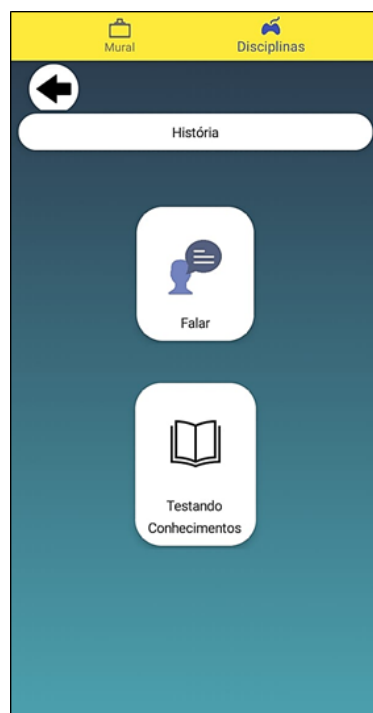 Mural
Disciplinas
História
Falar
Testando
Conhecimentos